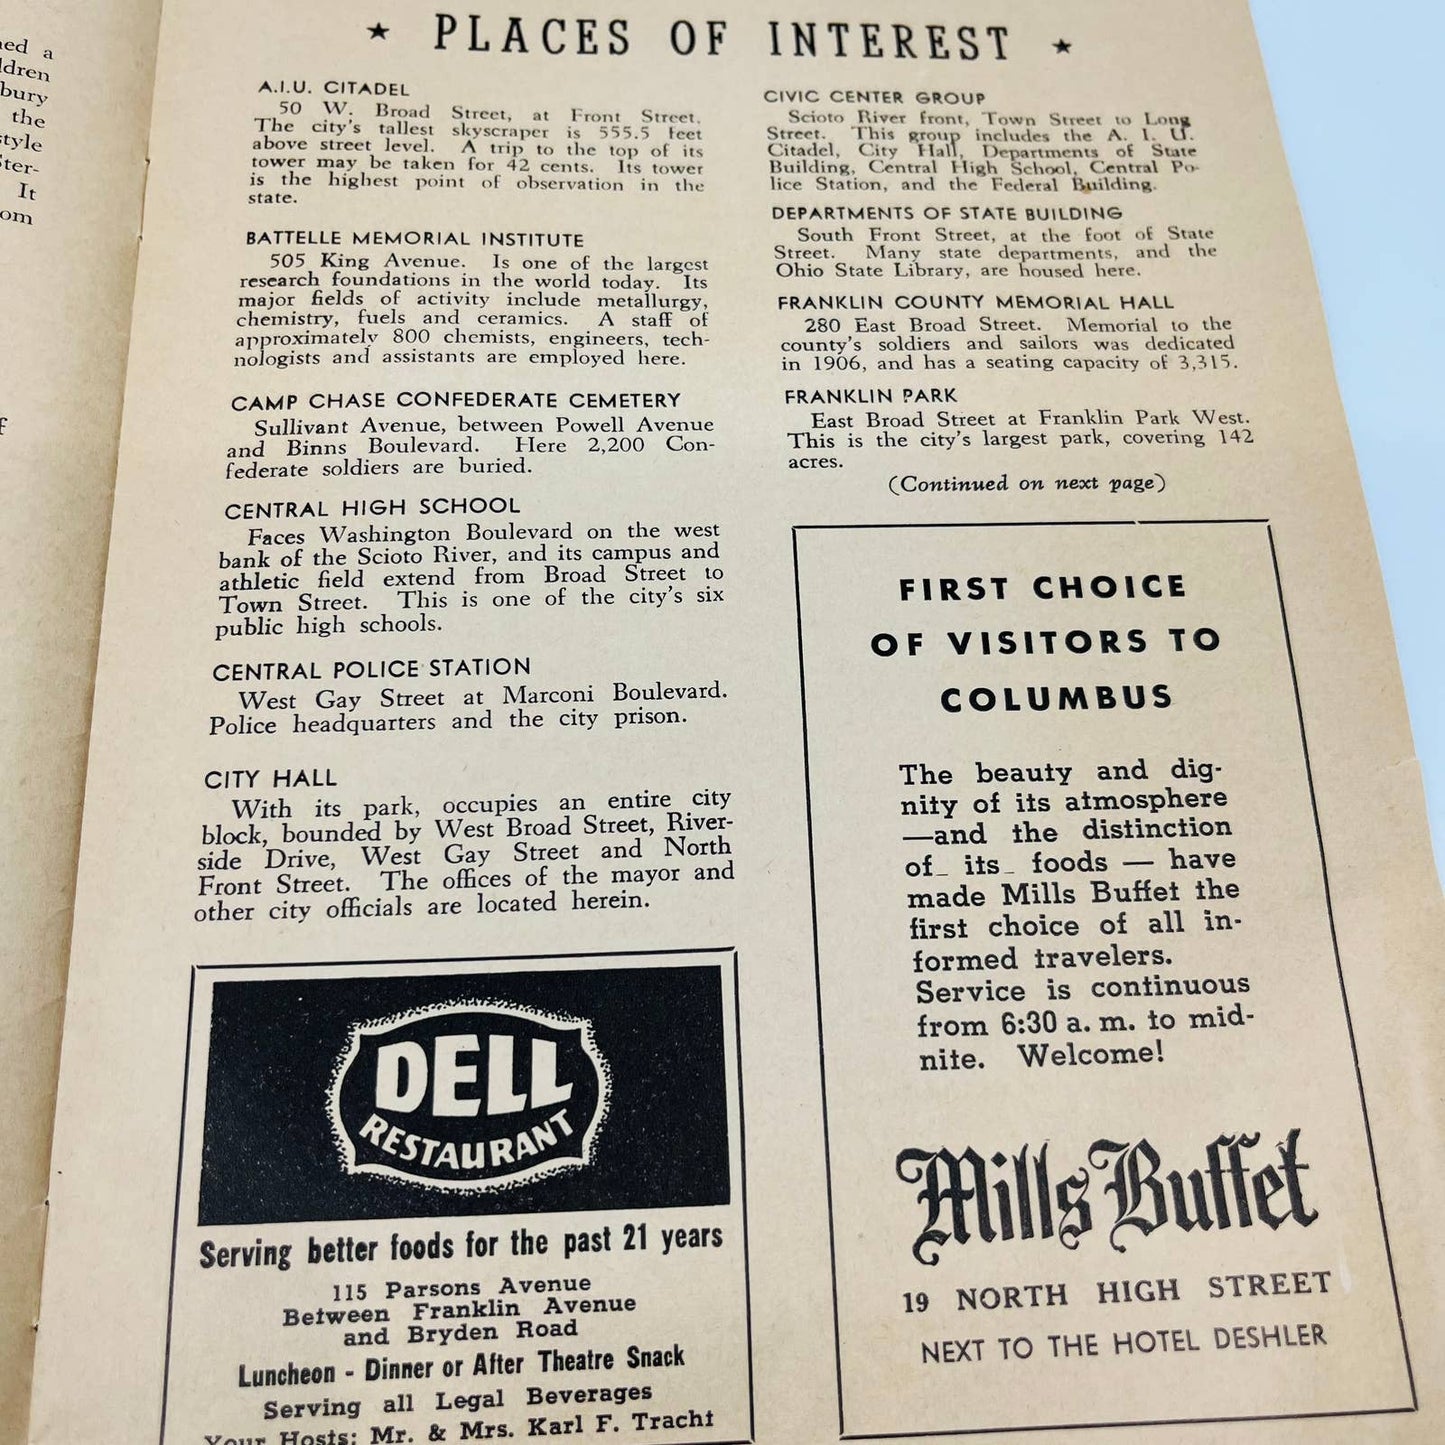 ned a
ldren
bury
the
style
Ster-
It
om
f
★ PLACES OF INTEREST ★
A.I.U. CITADEL
50 W. Broad Street, at Front Street.
The city's tallest skyscraper is 555.5 feet
above street level. A trip to the top of its
tower may be taken for 42 cents. Its tower
is the highest point of observation in the
state.
BATTELLE MEMORIAL INSTITUTE
505 King Avenue. Is one of the largest
research foundations in the world today. Its
major fields of activity include metallurgy,
chemistry, fuels and ceramics. A staff of
approximately 800 chemists, engineers, tech-
nologists and assistants are employed here.
CAMP CHASE CONFEDERATE CEMETERY
Sullivant Avenue, between Powell Avenue
and Binns Boulevard. Here 2,200 Con-
federate soldiers are buried.
CENTRAL HIGH SCHOOL
Faces Washington Boulevard on the west
bank of the Scioto River, and its campus and
athletic field extend from Broad Street to
Town Street. This is one of the city's six
public high schools.
CENTRAL POLICE STATION
West Gay Street at Marconi Boulevard.
Police headquarters and the city prison.
CITY HALL
With its park, occupies an entire city
block, bounded by West Broad Street, River-
side Drive, West Gay Street and North
Front Street. The offices of the mayor and
other city officials are located herein.
DELL
RESTAURANT
Serving better foods for the past 21 years
115 Parsons Avenue
Between Franklin Avenue
and Bryden Road
Luncheon - Dinner or After Theatre Snack
Serving all Legal Beverages
Your Hosts: Mr. & Mrs. Karl F. Tracht
CIVIC CENTER GROUP
Scioto River front, Town Street to Long
Street. This group includes the A. I. U.
Citadel, City Hall, Departments of State
Building, Central High School, Central Po-
lice Station, and the Federal Building.
DEPARTMENTS OF STATE BUILDING
South Front Street, at the foot of State
Street. Many state departments, and the
Ohio State Library, are housed here.
FRANKLIN COUNTY MEMORIAL HALL
280 East Broad Street. Memorial to the
county's soldiers and sailors was dedicated
in 1906, and has a seating capacity of 3,315.
FRANKLIN PARK
East Broad Street at Franklin Park West.
This is the city's largest park, covering 142
acres.
(Continued on next page)
FIRST CHOICE
OF VISITORS TO
COLUMBUS
The beauty and dig-
nity of its atmosphere
—and the distinction
of_ its_ foods — have
made Mills Buffet the
first choice of all in-
formed travelers.
Service is continuous
from 6:30 a. m. to mid-
nite. Welcome!
Mills Buffet
19 NORTH HIGH STREET
NEXT TO THE HOTEL DESHLER